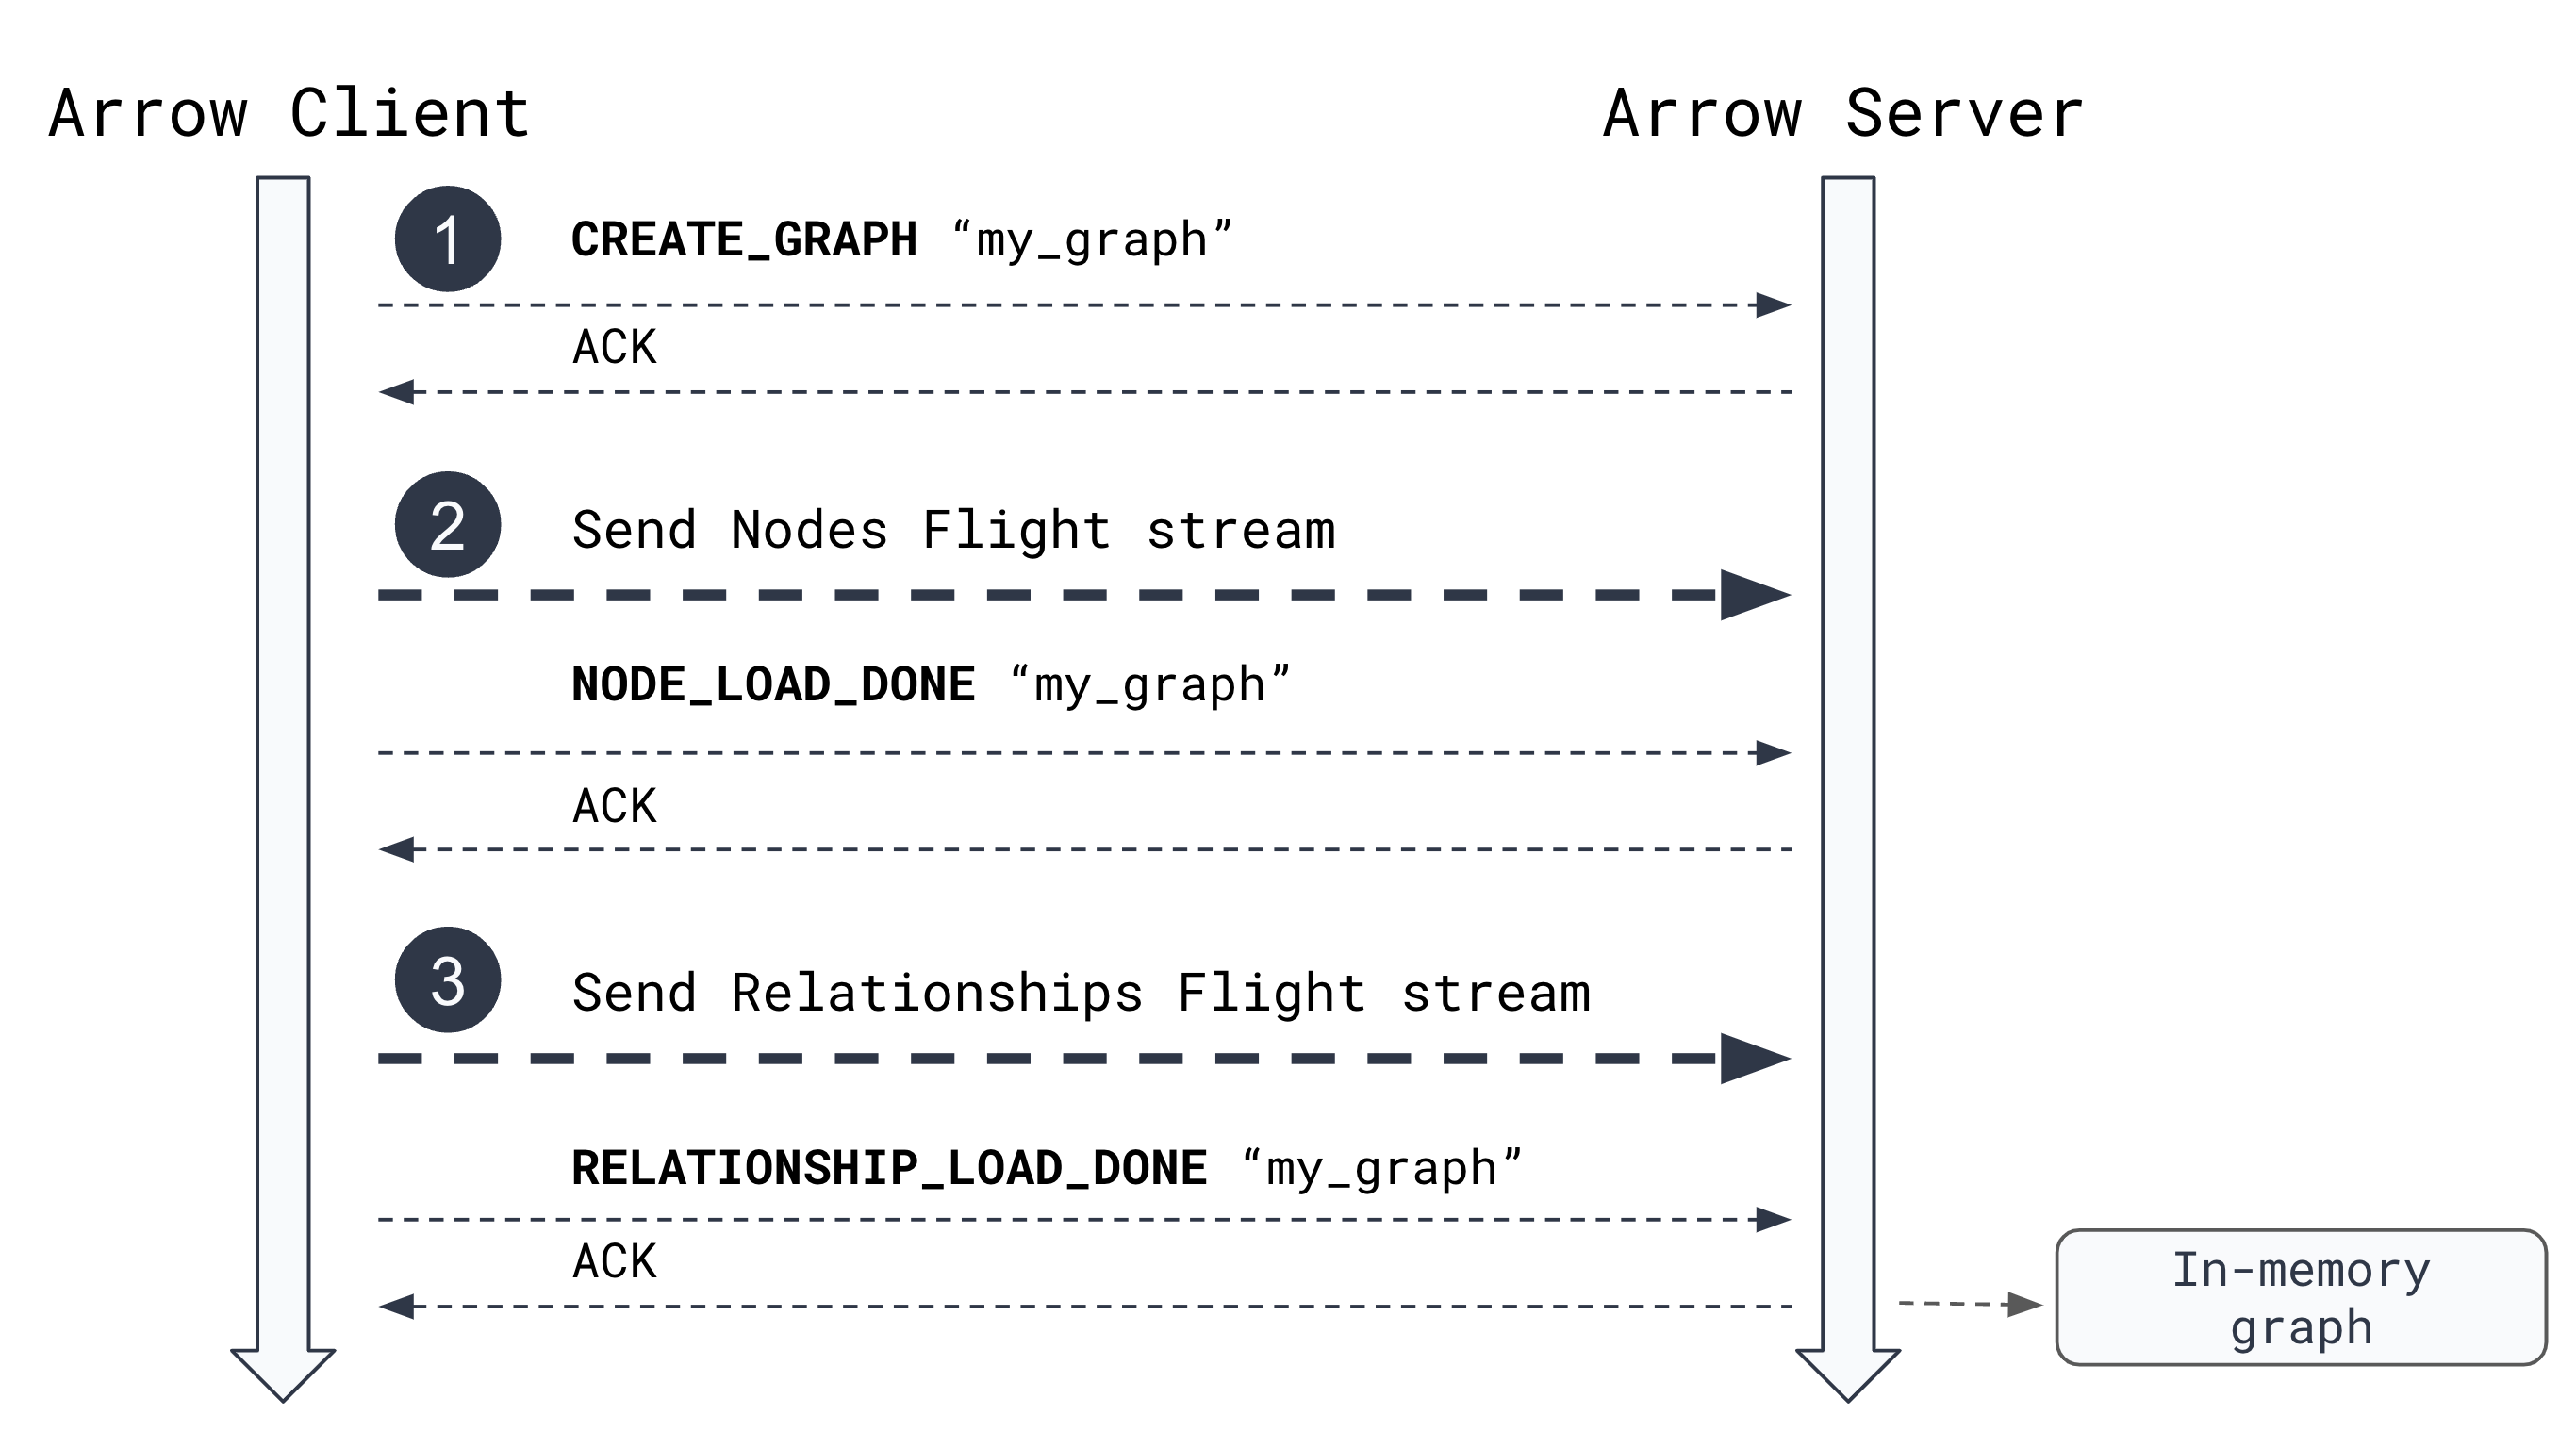 Arrow Client
Arrow Server
1
CREATE_GRAPH “my_graph”
ACK
2
Send Nodes Flight stream
NODE_LOAD_DONE “my_graph”
ACK
3
Send Relationships Flight stream
RELATIONSHIP_LOAD_DONE “my_graph”
ACK
In-memory
graph